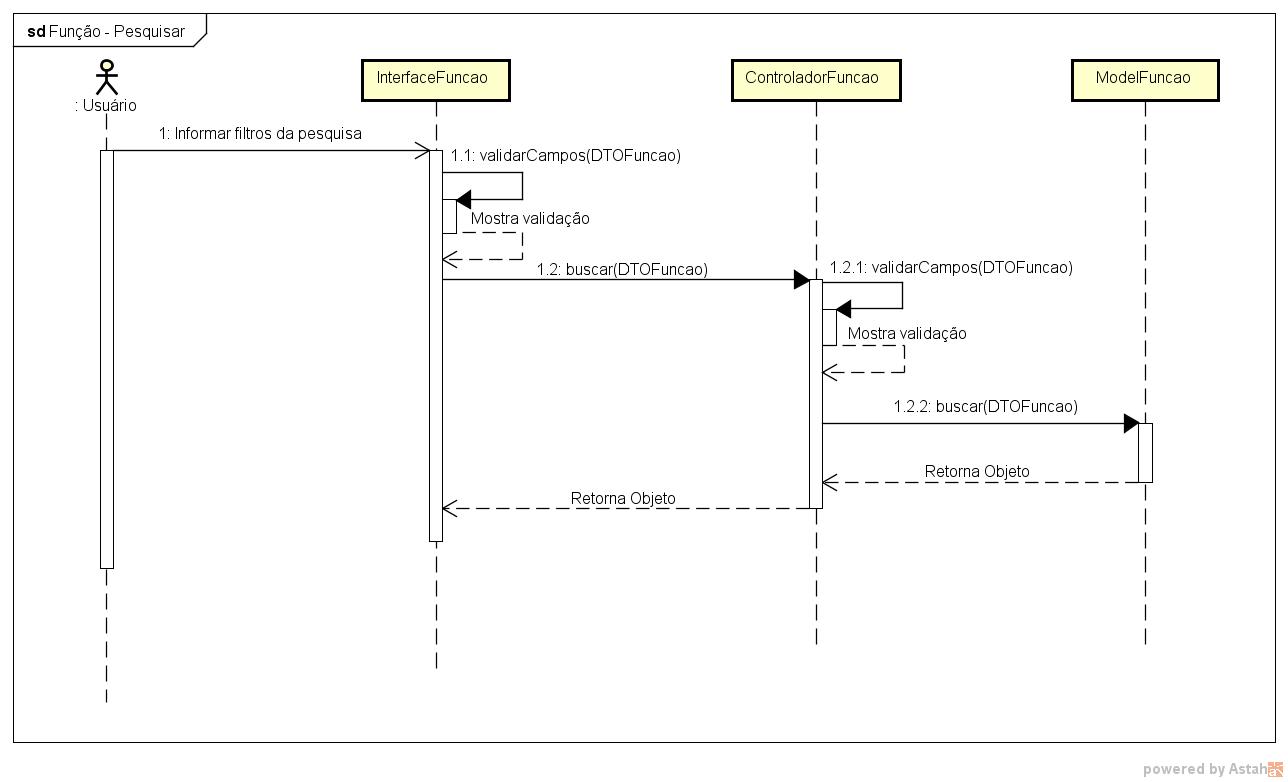 sd Função - Pesquisar
: Usuário
InterfaceFuncao
ControladorFuncao
ModelFuncao
1: Informar filtros da pesquisa
1.1: validarCampos(DTOFuncao)
Mostra validação
1.2: buscar(DTOFuncao)
1.2.1: validarCampos(DTOFuncao)
Mostra validação
1.2.2: buscar(DTOFuncao)
Retorna Objeto
Retorna Objeto
powered by Astah